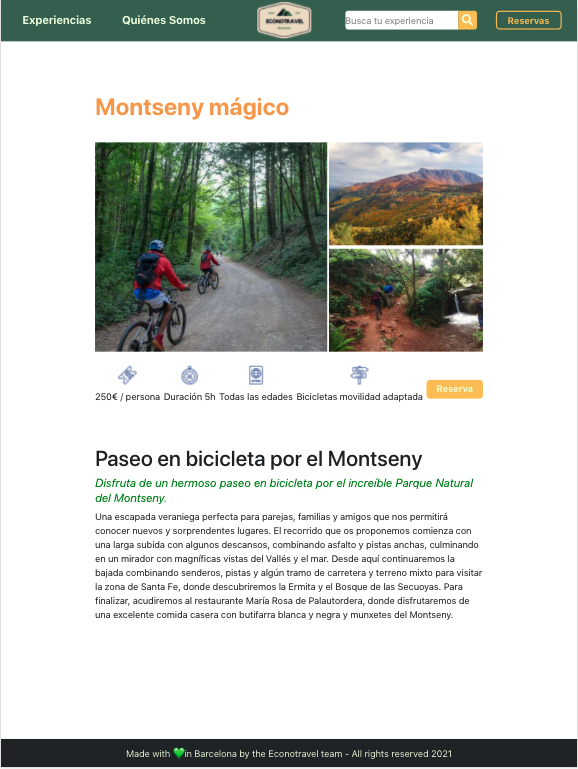 Experiencias
Quiénes Somos
ECONOTRAVEL
Busca tu experiencia
Reservas
Montseny mágico
250€ / persona
Duración 5h
Todas las edades
Bicicletas movilidad adaptada
Reserva
Paseo en bicicleta por el Montseny
Disfruta de un hermoso paseo en bicicleta por el increíble Parque Natural
del Montseny.
Una escapada veraniega perfecta para parejas, familias y amigos que nos permitirá
conocer nuevos y sorprendentes lugares. El recorrido que os proponemos comienza con
una larga subida con algunos descansos, combinando asfalto y pistas anchas, culminando
en un mirador con magníficas vistas del Vallés y el mar. Desde aquí continuaremos la
bajada combinando senderos, pistas y algún tramo de carretera y terreno mixto para visitar
la zona de Santa Fe, donde descubriremos la Ermita y el Bosque de las Secuoyas. Para
finalizar, acudiremos al restaurante María Rosa de Palautordera, donde disfrutaremos de
una excelente comida casera con butifarra blanca y negra y munxetes del Montseny.
Made with 💚in Barcelona by the Econotravel team - All rights reserved 2021